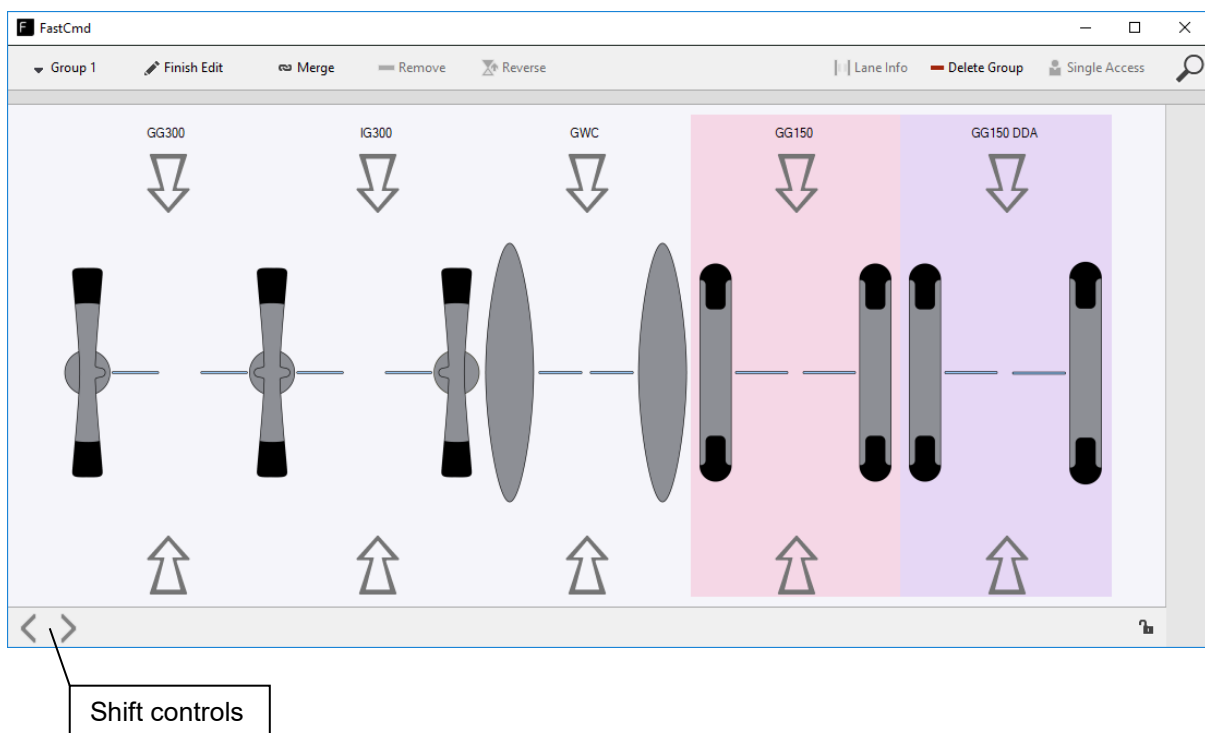 FastCmd
Group 1 Finish Edit Merge Remove Reverse Lane Info Delete Group Single Access
GG300 IG300 GWC GG150 GG150 DDA
Shift controls